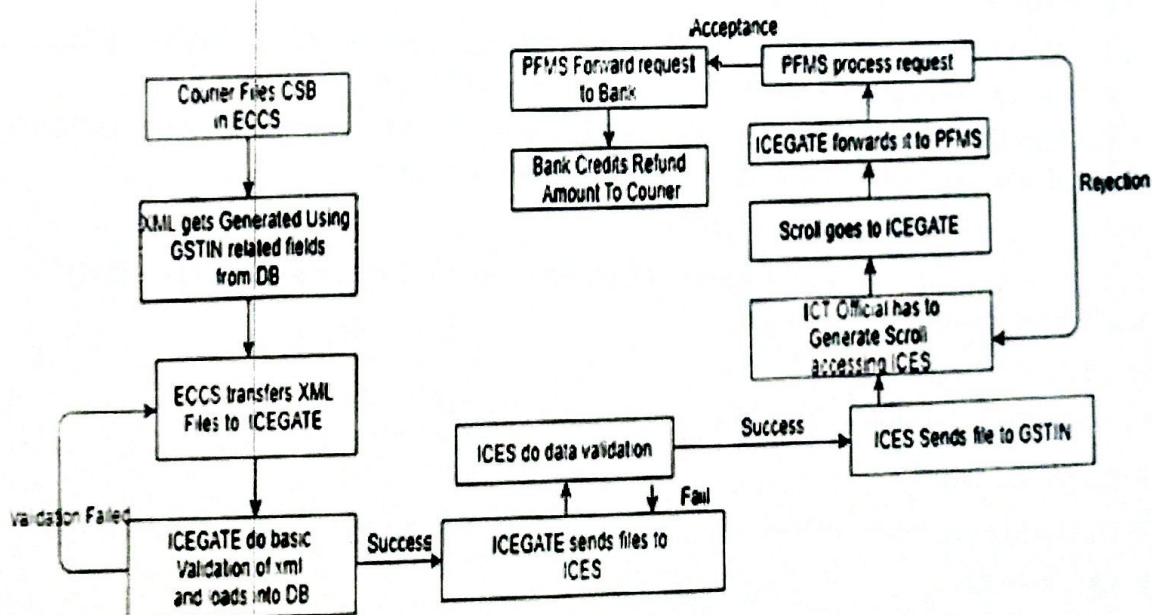 Courier Files CSB
in ECCS
XML gets Generated Using
GSTIN related fields
from DB
ECCS transfers XML
Files to ICEGATE
Validation Failed
ICEGATE do basic
Validation of xml
and loads into DB
Success
ICEGATE sends files to
ICES
ICES do data validation
Fail
Success
ICES Sends file to GSTIN
ICT Official has to
Generate Scroll
accessing ICES
Scroll goes to ICEGATE
ICEGATE forwards it to PFMS
PFMS process request
Rejection
Acceptance
PFMS Forward request
to Bank
Bank Credits Refund
Amount To Courier